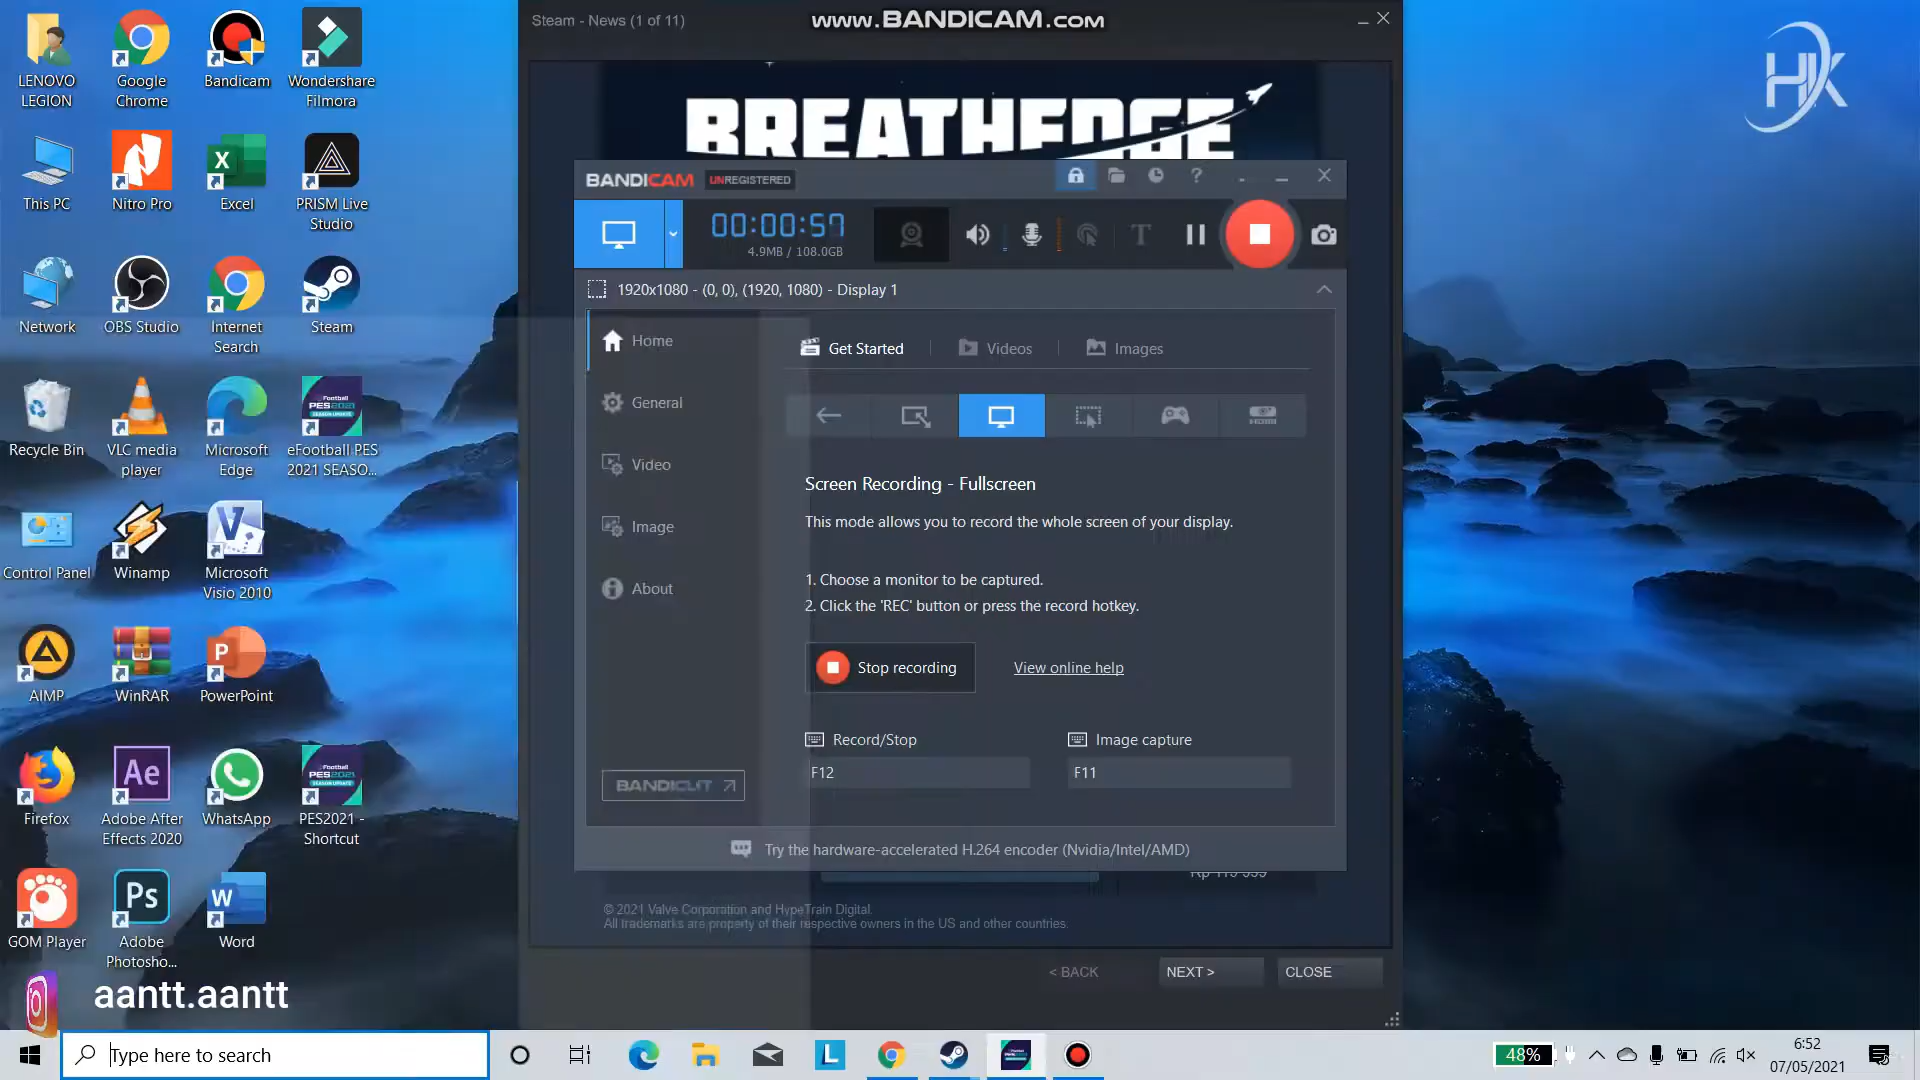 LENOVO LEGION
Google Chrome
Bandicam
Wondershare Filmora
This PC
Nitro Pro
Excel
PRISM Live Studio
Network
OBS Studio
Internet Search
Steam
Recycle Bin
VLC media player
Microsoft Edge
eFootball PES 2021 SEASO...
Control Panel
Winamp
Microsoft Visio 2010
AIMP
WinRAR
PowerPoint
Firefox
Adobe After Effects 2020
WhatsApp
PES2021 - Shortcut
GOM Player
Adobe Photosho...
Word
aantt.aantt
Steam - News (1 of 11)
www.BANDICAM.com
BREATHEDGE
HK
BANDICAM UNREGISTERED
00:00:57
4.9MB / 108.0GB
1920x1080 - (0, 0), (1920, 1080) - Display 1
Home
General
Video
Image
About
BANDICUT
Get Started
Videos
Images
Screen Recording - Fullscreen
This mode allows you to record the whole screen of your display.
1. Choose a monitor to be captured.
2. Click the 'REC' button or press the record hotkey.
Stop recording
View online help
Record/Stop
Image capture
F12
F11
Try the hardware-accelerated H.264 encoder (Nvidia/Intel/AMD)
© 2021 Valve Corporation and HypeTrain Digital.
All trademarks are property of their respective owners in the US and other countries.
< BACK
NEXT >
CLOSE
Type here to search
48%
6:52
07/05/2021